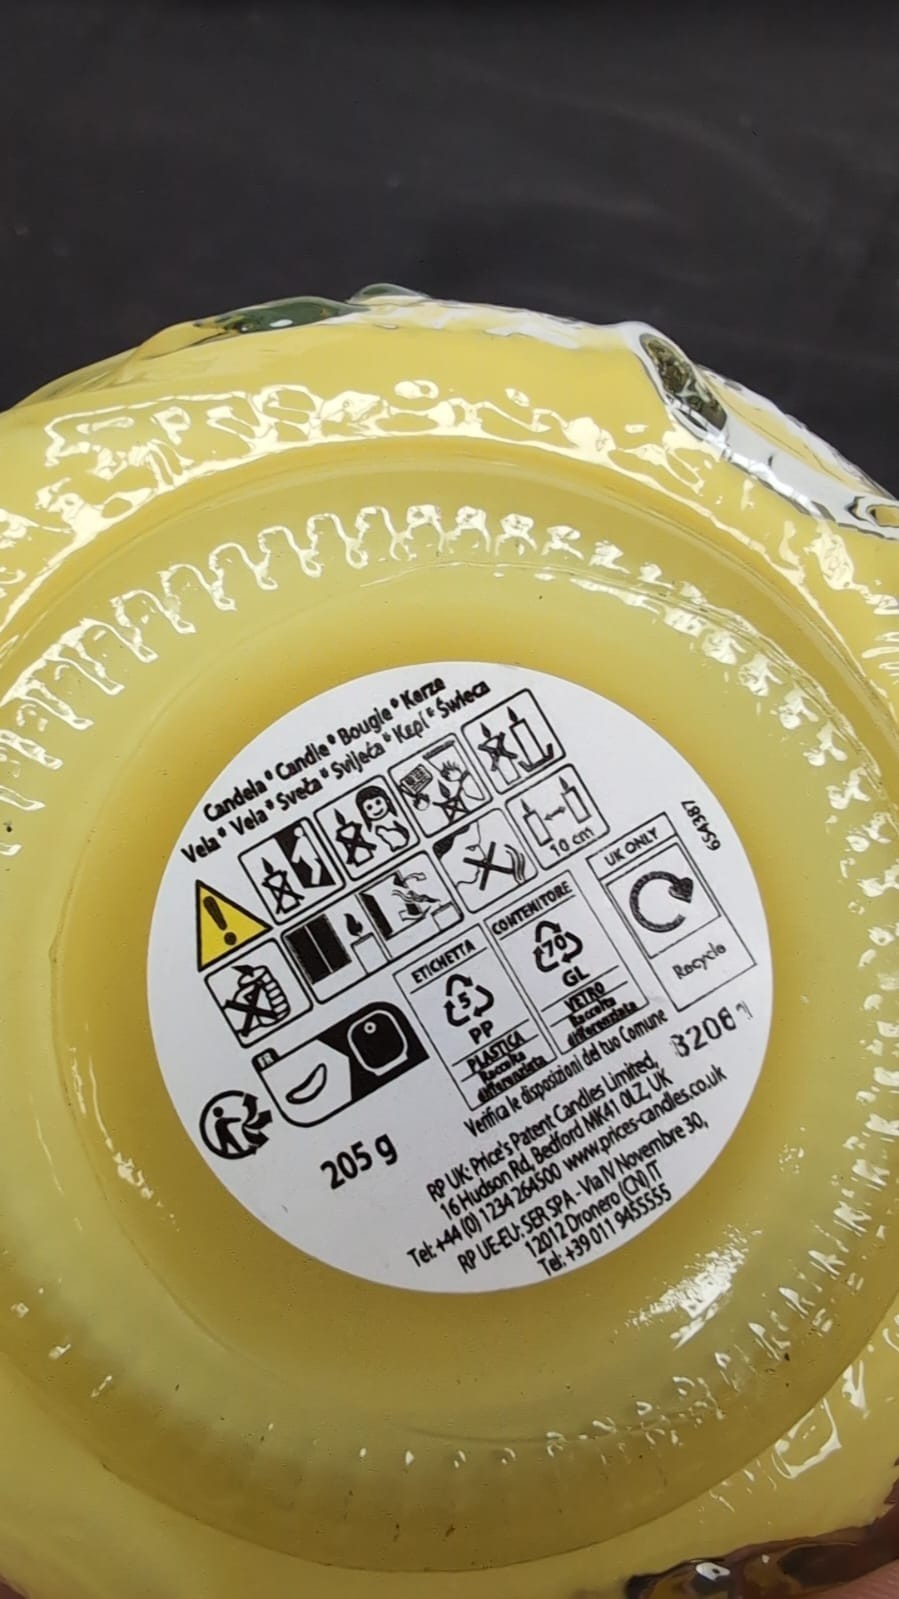 Candela * Candle * Bougie * Kerze
Vela * Vela * Sveča * Svijeća * Κερί * Świeca
10 cm
654387
UK ONLY
Recycle
CONTENITORE
70
GL
VETRO
Raccolta
differenziata
ETICHETTA
5
PP
PLASTICA
Raccolta
differenziata
Verifica le disposizioni del tuo Comune
FR
205 g
RP UK: Price's Patent Candles Limited,
16 Hudson Rd, Bedford MK41 0LZ, UK
Tel: +44 (0) 1234 264500 www.prices-candles.co.uk
RP UE-EU: SER SPA - Via IV Novembre 30,
12012 Dronero (CN) IT
Tel: +39 011 9455555